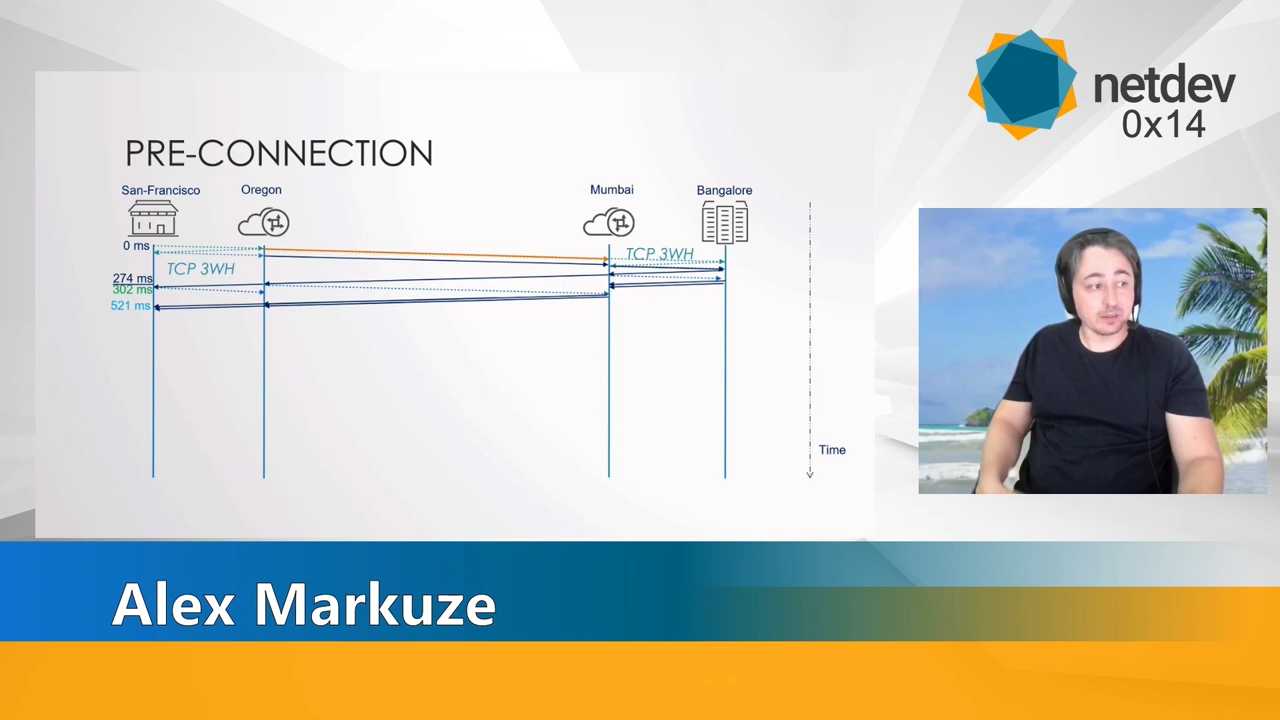 netdev
0x14
PRE-CONNECTION
San-Francisco
Oregon
Mumbai
Bangalore
0 ms
TCP 3WH
TCP 3WH
274 ms
302 ms
521 ms
Time
Alex Markuze